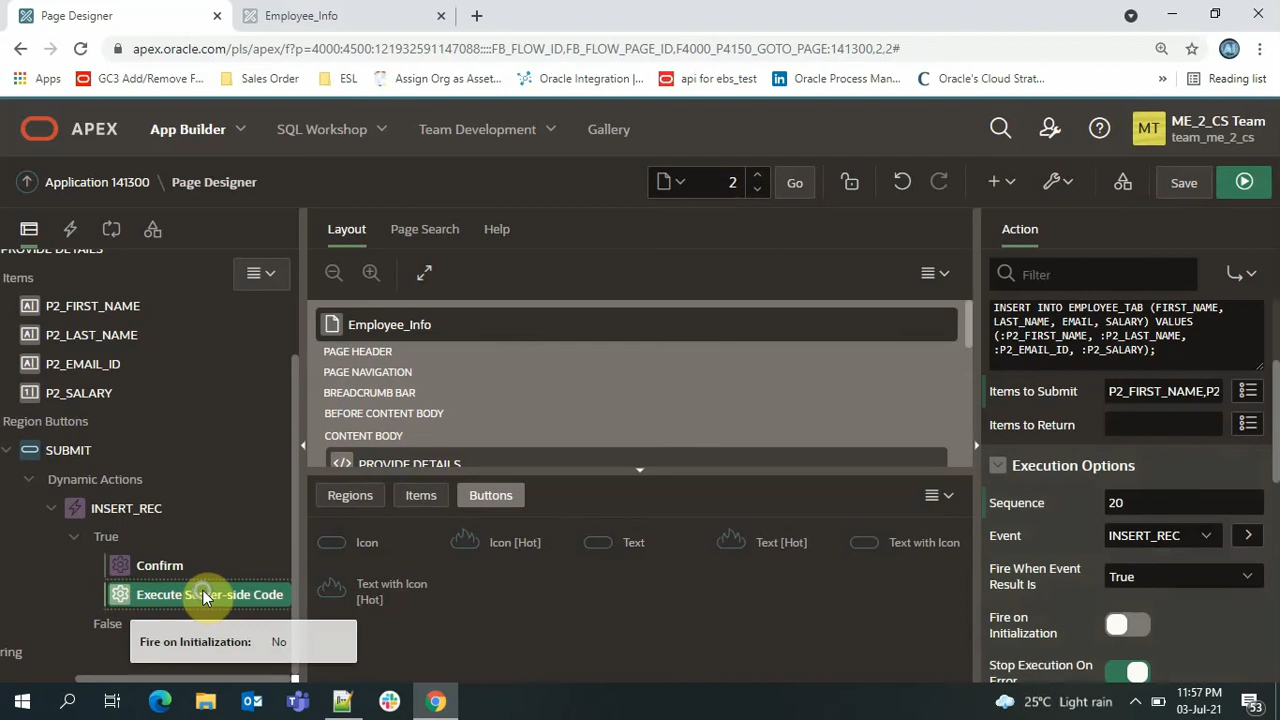 Page Designer
Employee_Info
apex.oracle.com/pls/apex/f?p=4000:4500:121932591147088::::FB_FLOW_ID,FB_FLOW_PAGE_ID,F4000_P4150_GOTO_PAGE:141300,2,2#
Apps GC3 Add/Remove F... Sales Order ESL Assign Org as Asset... Oracle Integration |... api for ebs_test Oracle Process Man... Oracle's Cloud Strat... » Reading list
APEX App Builder SQL Workshop Team Development Gallery MT ME_2_CS Team
team_me_2_cs
Application 141300 \ Page Designer 2 Go Save
Layout Page Search Help
Action
PROVIDE DETAILS
Items
P2_FIRST_NAME
P2_LAST_NAME
P2_EMAIL_ID
P2_SALARY
Region Buttons
SUBMIT
Dynamic Actions
INSERT_REC
True
Confirm
Execute Server-side Code
False
Fire on Initialization: No
ring
Employee_Info
PAGE HEADER
PAGE NAVIGATION
BREADCRUMB BAR
BEFORE CONTENT BODY
CONTENT BODY
PROVIDE DETAILS
Regions Items Buttons
Icon Icon [Hot] Text Text [Hot] Text with Icon
Text with Icon
[Hot]
Filter
INSERT INTO EMPLOYEE_TAB (FIRST_NAME,
LAST_NAME, EMAIL, SALARY) VALUES
(:P2_FIRST_NAME, :P2_LAST_NAME,
:P2_EMAIL_ID, :P2_SALARY);
Items to Submit P2_FIRST_NAME,P2
Items to Return
Execution Options
Sequence 20
Event INSERT_REC
Fire When Event
Result Is True
Fire on
Initialization
Stop Execution On
Error
25°C Light rain
11:57 PM
03-Jul-21
53